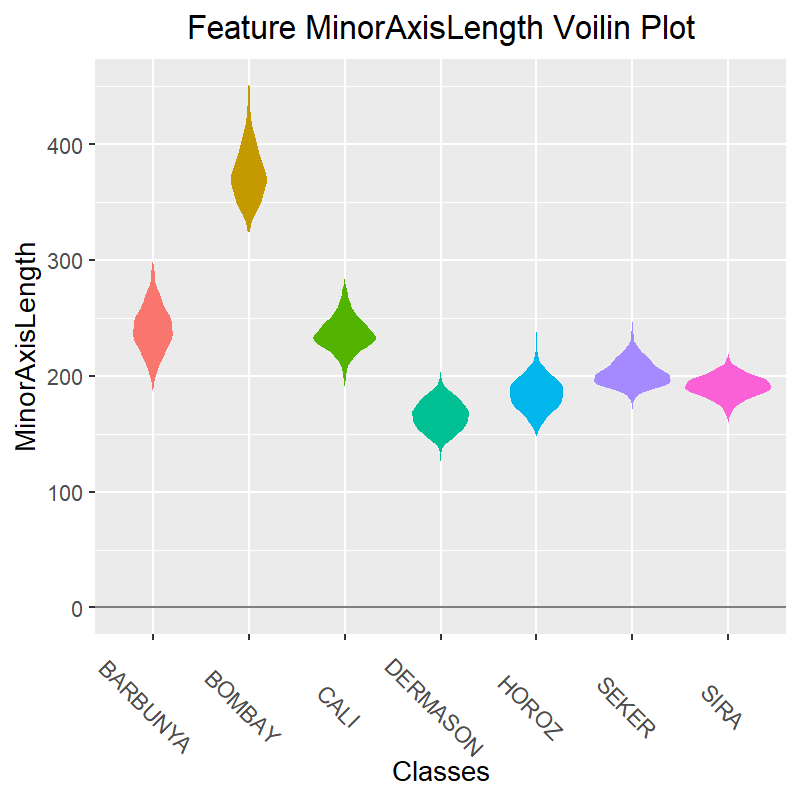 Feature MinorAxisLength Voilin Plot
MinorAxisLength
400
300
200
100
0
BARBUNYA
BOMBAY
CALI
DERMASON
HOROZ
SEKER
SIRA
Classes